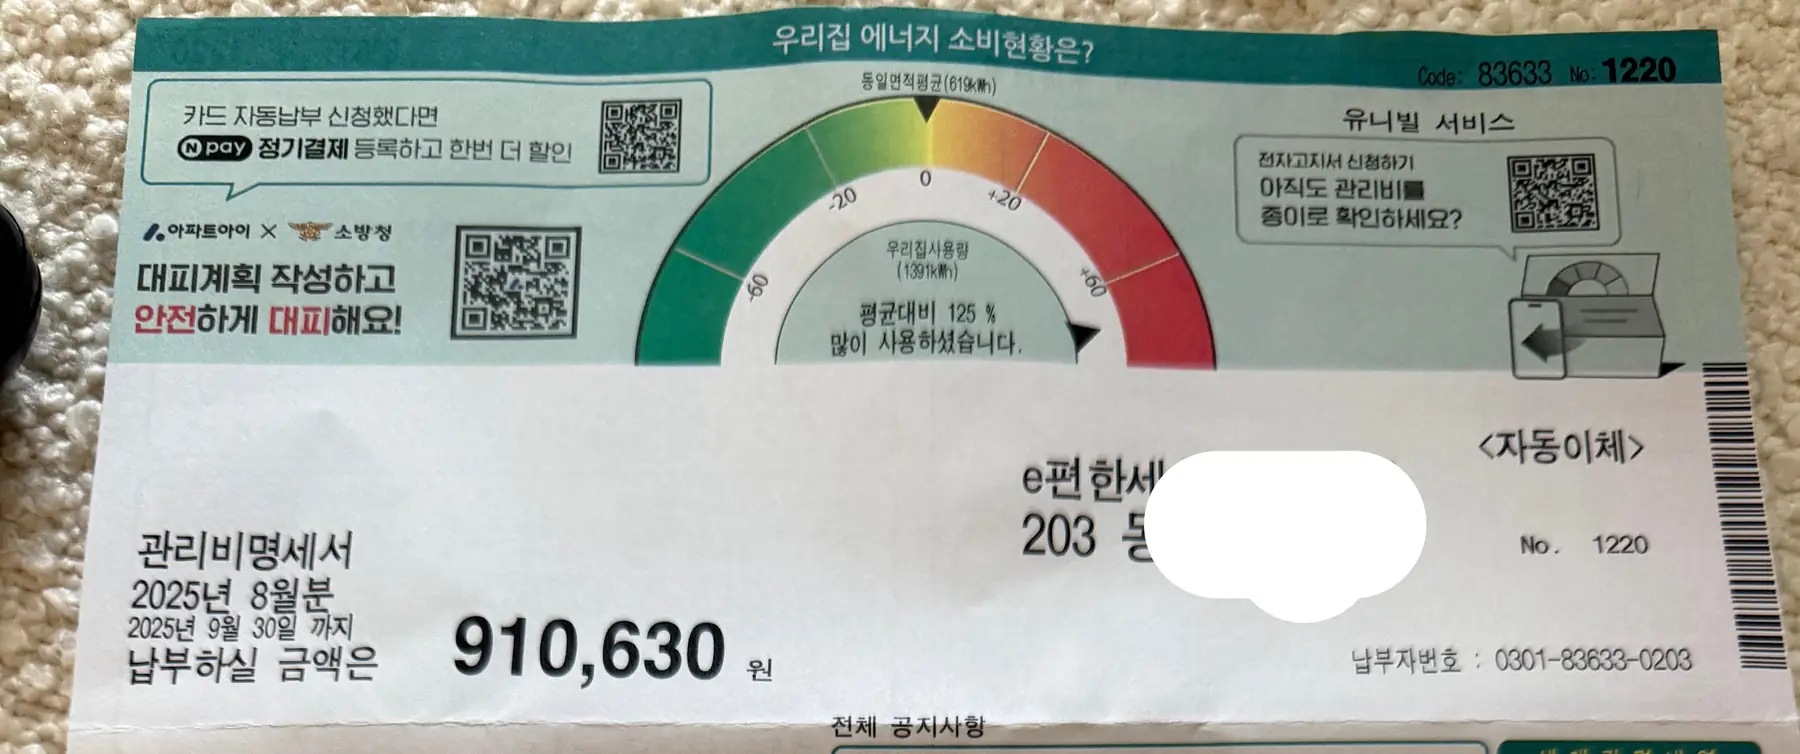 우리집 에너지 소비현황은?
Code: 83633 No: 1220
카드 자동납부 신청했다면
N pay 정기결제 등록하고 한번 더 할인
아파트아이 × 소방청
대피계획 작성하고
안전하게 대피해요!
동일면적평균(619kWh)
-60
-20
0
+20
+60
우리집사용량
(1391kWh)
평균대비 125 %
많이 사용하셨습니다.
유니빌 서비스
전자고지서 신청하기
아직도 관리비를
종이로 확인하세요?
<자동이체>
e편한세
203
No. 1220
관리비명세서
2025년 8월분
2025년 9월 30일 까지
납부하실 금액은 910,630 원
납부자번호 : 0301-83633-0203
전체 공지사항